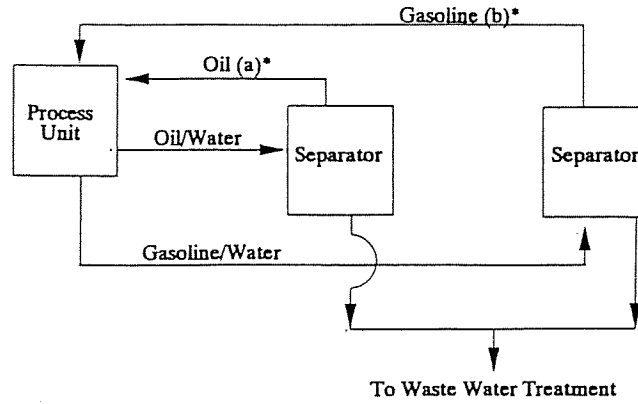 Gasoline (b)*
Oil (a)*
Process
Unit
Oil/Water
Separator
Separator
Gasoline/Water
To Waste Water Treatment